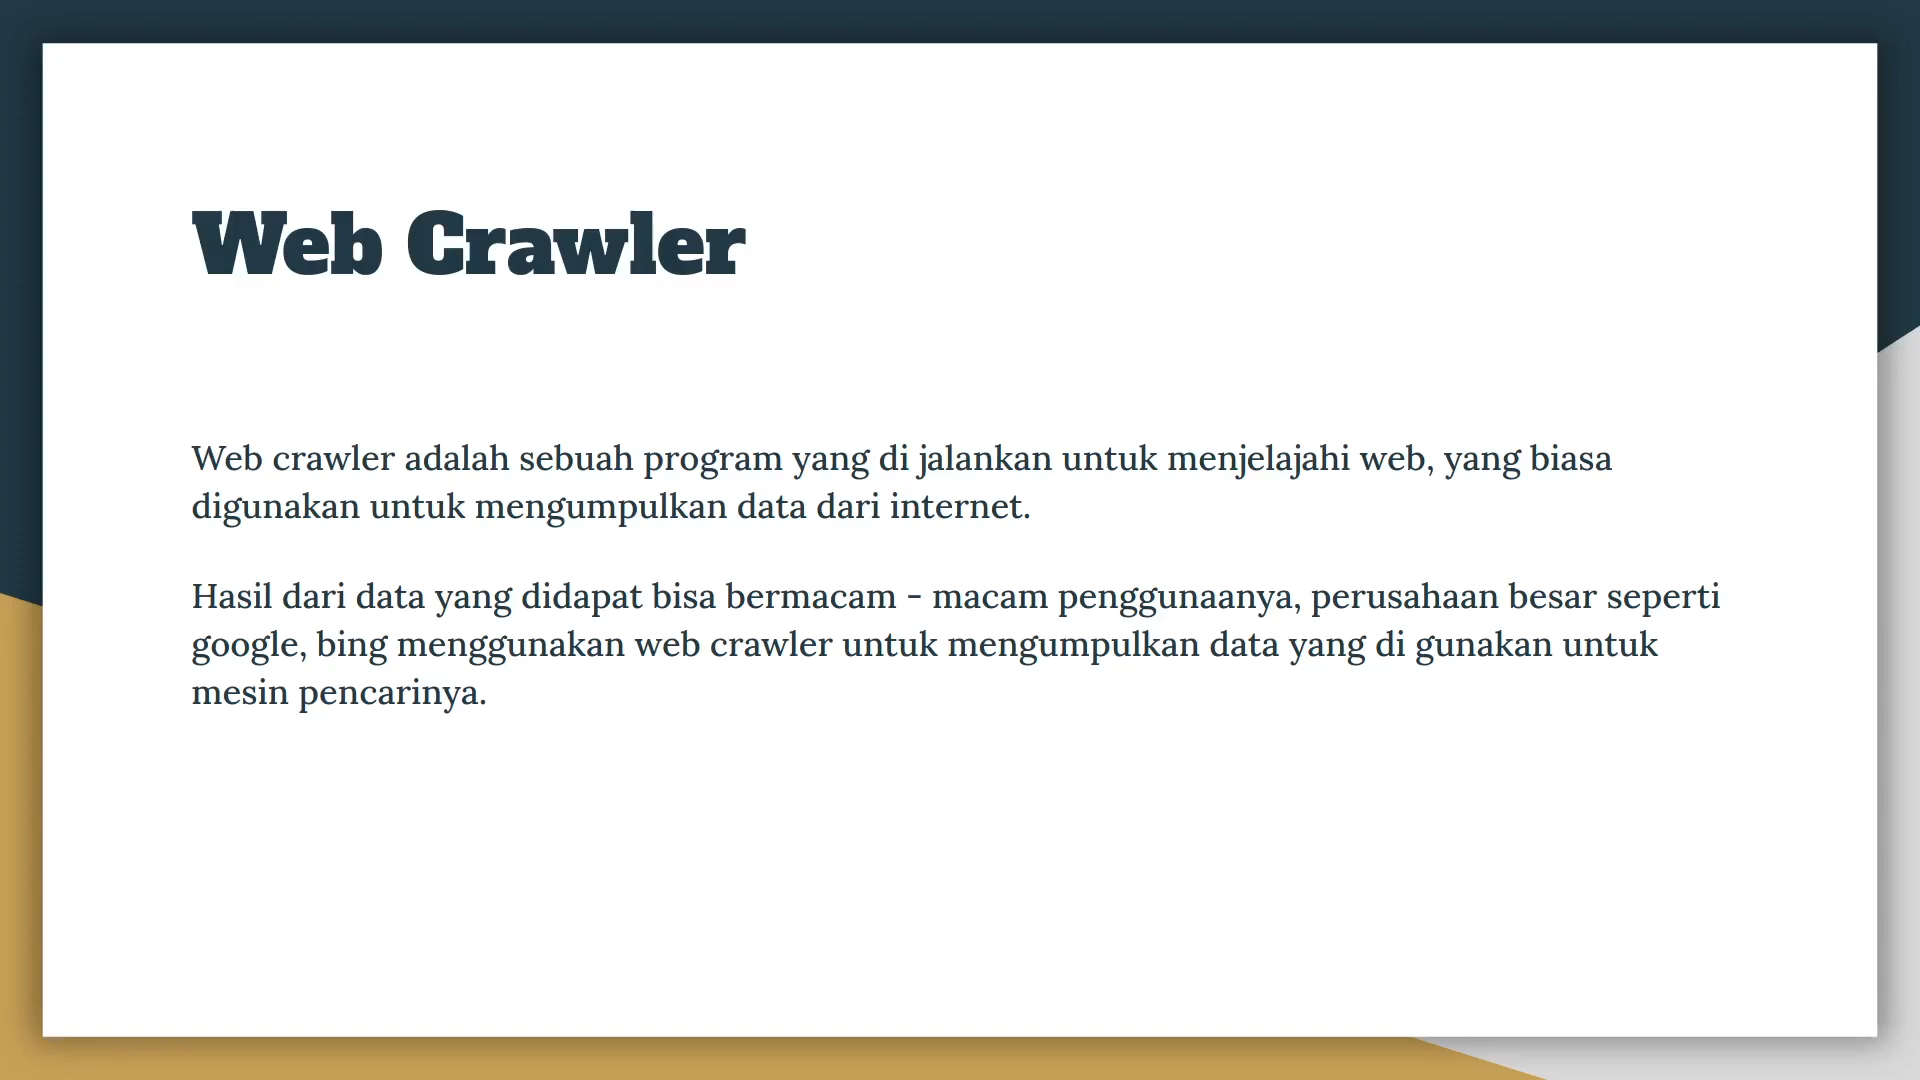 Web Crawler
Web crawler adalah sebuah program yang di jalankan untuk menjelajahi web, yang biasa
digunakan untuk mengumpulkan data dari internet.
Hasil dari data yang didapat bisa bermacam - macam penggunaanya, perusahaan besar seperti
google, bing menggunakan web crawler untuk mengumpulkan data yang di gunakan untuk
mesin pencarinya.